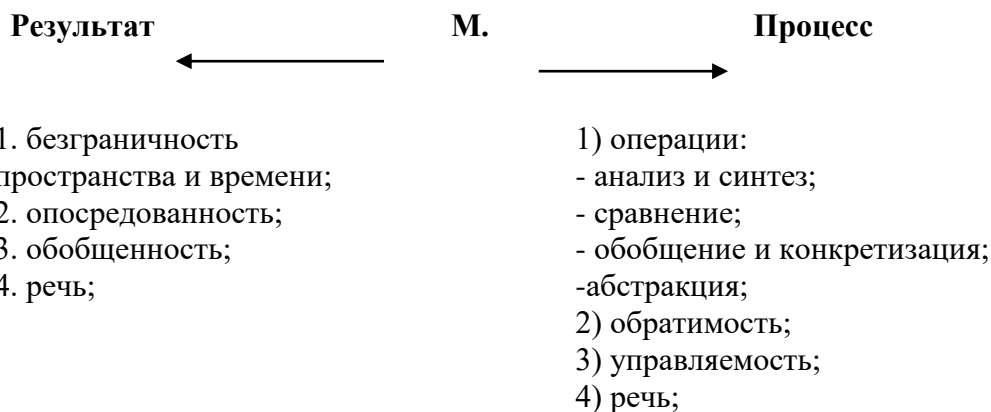 Результат М. Процесс
1. безграничность
пространства и времени;
2. опосредованность;
3. обобщенность;
4. речь;
1) операции:
- анализ и синтез;
- сравнение;
- обобщение и конкретизация;
-абстракция;
2) обратимость;
3) управляемость;
4) речь;